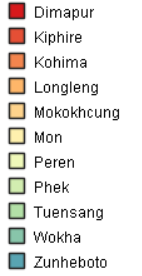 Dimapur
Kiphire
Kohima
Longleng
Mokokhcung
Mon
Peren
Phek
Tuensang
Wokha
Zunheboto